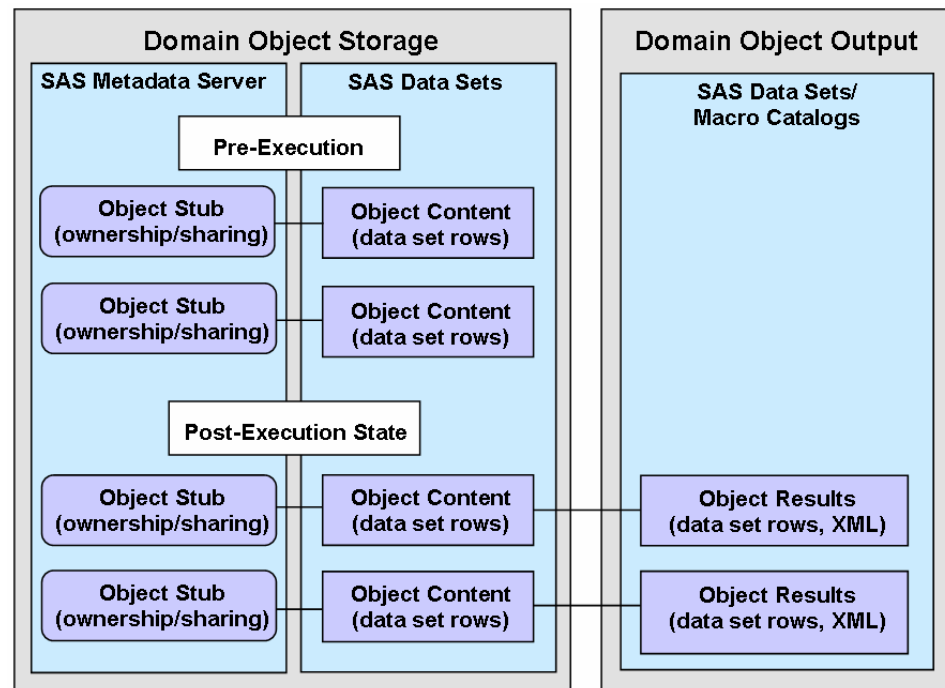 Domain Object Storage
SAS Metadata Server
SAS Data Sets
Pre-Execution
Object Stub
(ownership/sharing)
Object Content
(data set rows)
Object Stub
(ownership/sharing)
Object Content
(data set rows)
Post-Execution State
Object Stub
(ownership/sharing)
Object Content
(data set rows)
Object Stub
(ownership/sharing)
Object Content
(data set rows)
Domain Object Output
SAS Data Sets/
Macro Catalogs
Object Results
(data set rows, XML)
Object Results
(data set rows, XML)